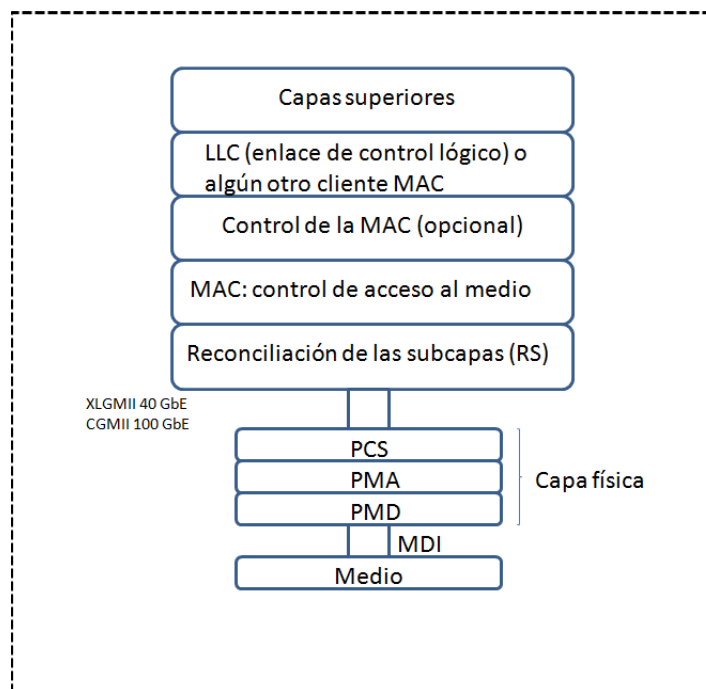 Capas superiores
LLC (enlace de control lógico) o
algún otro cliente MAC
Control de la MAC (opcional)
MAC: control de acceso al medio
Reconciliación de las subcapas (RS)
XLGMII 40 GbE
CGMII 100 GbE
PCS
PMA
Capa física
PMD
MDI
Medio